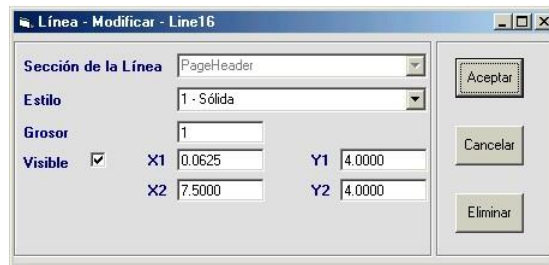 Línea - Modificar - Line16
Sección de la Línea PageHeader
Estilo 1 - Sólida
Grosor 1
Visible X1 0.0625 Y1 4.0000
X2 7.5000 Y2 4.0000
Aceptar
Cancelar
Eliminar